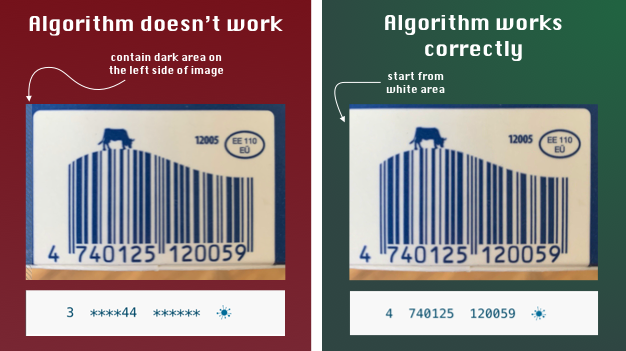 Algorithm doesn't work
contain dark area on
the left side of image
12005
EE 110
EÜ
4 740125 120059
3 ****44 ******
Algorithm works
correctly
start from
white area
12005
EE 110
EÜ
4 740125 120059
4 740125 120059